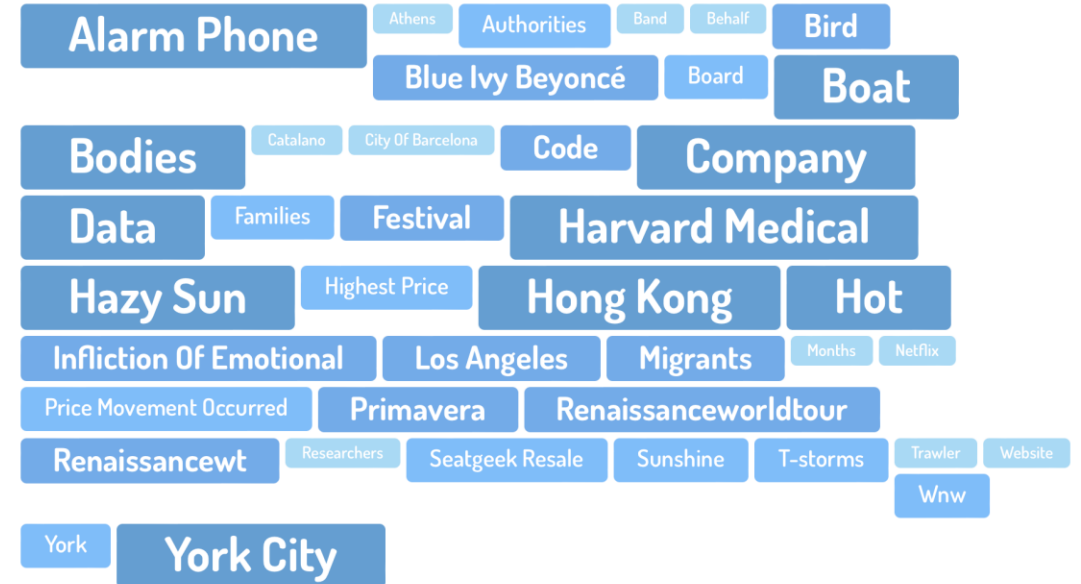 Alarm Phone Athens Authorities Band Behalf Bird
Blue Ivy Beyoncé Board Boat
Bodies Catalano City Of Barcelona Code Company
Data Families Festival Harvard Medical
Hazy Sun Highest Price Hong Kong Hot
Infliction Of Emotional Los Angeles Migrants Months Netflix
Price Movement Occurred Primavera Renaissanceworldtour
Renaissancewt Researchers Seatgeek Resale Sunshine T-storms Trawler Website
Wnw
York York City